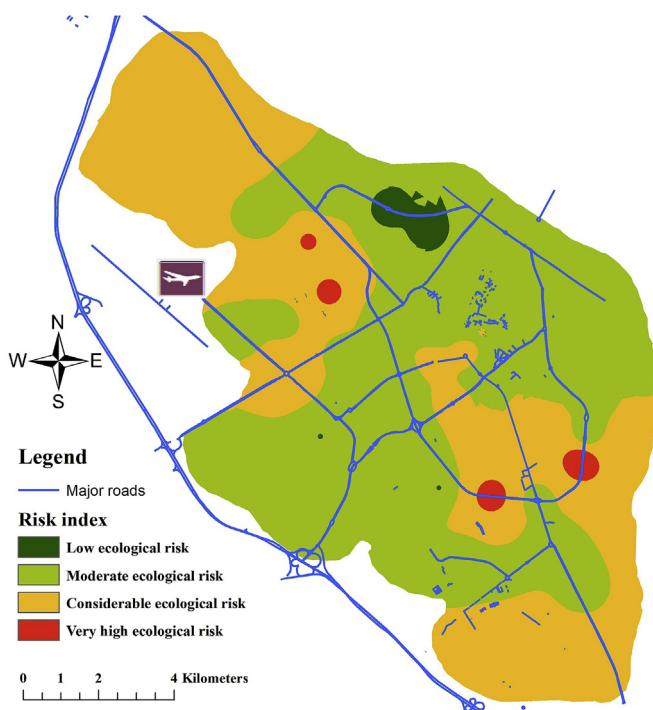 N
W E
S
Legend
Major roads
Risk index
Low ecological risk
Moderate ecological risk
Considerable ecological risk
Very high ecological risk
0 1 2 4 Kilometers